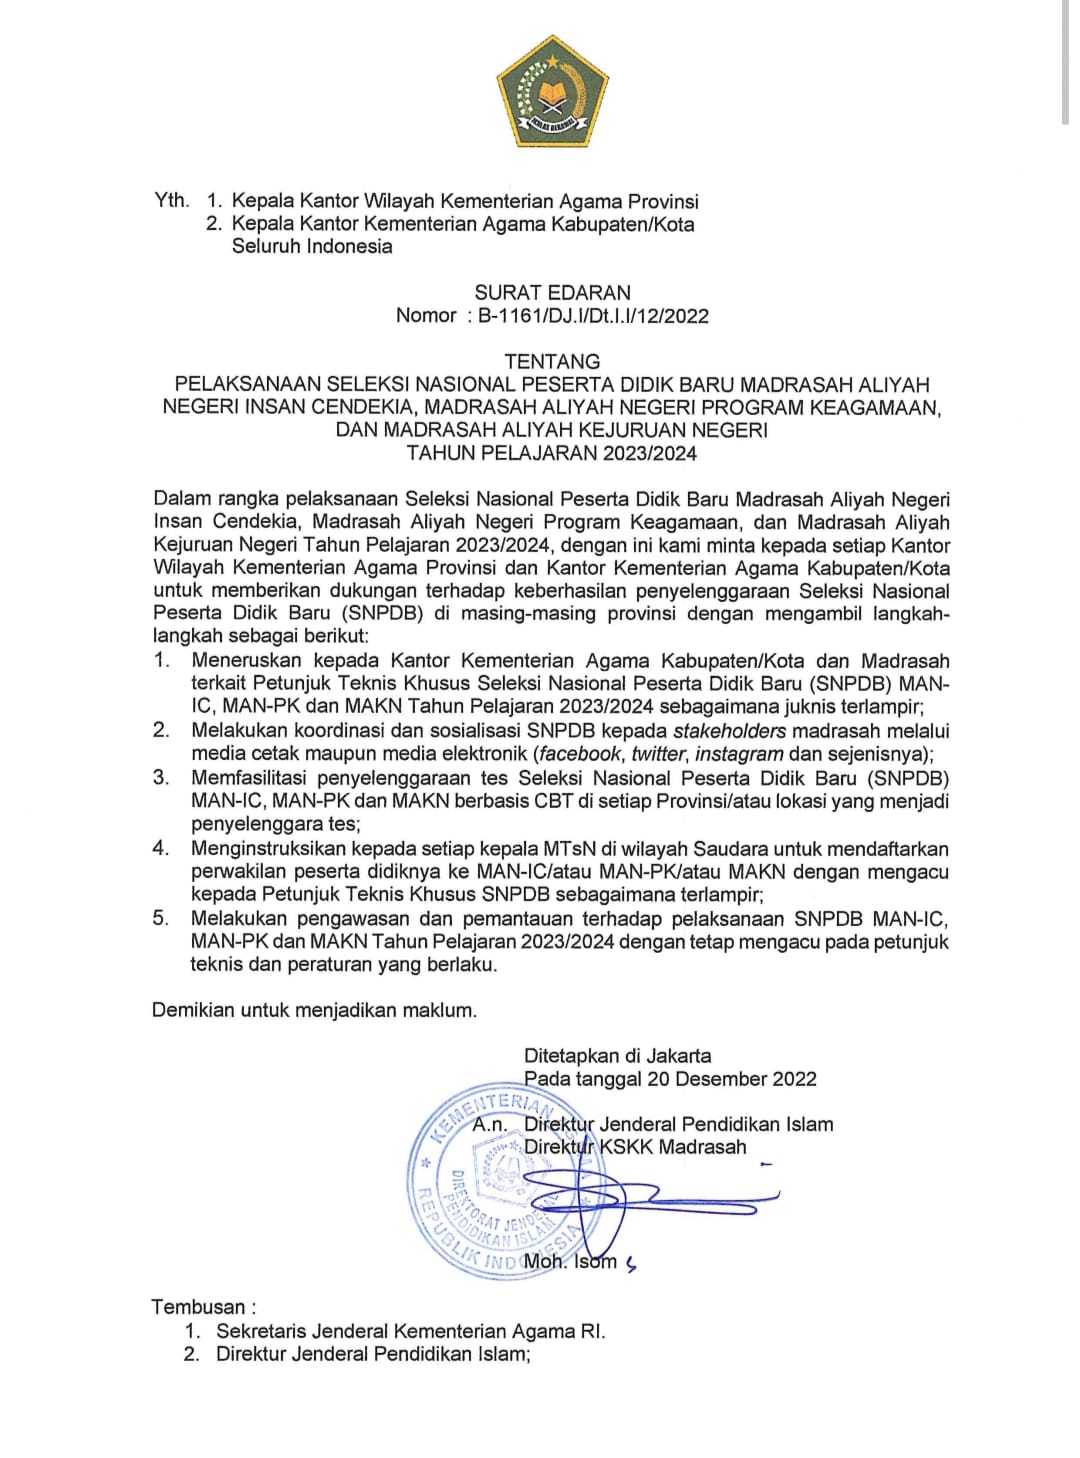 IKHLAS BERAMAL
Yth. 1. Kepala Kantor Wilayah Kementerian Agama Provinsi
2. Kepala Kantor Kementerian Agama Kabupaten/Kota
Seluruh Indonesia
SURAT EDARAN
Nomor : B-1161/DJ.I/Dt.I.I/12/2022
TENTANG
PELAKSANAAN SELEKSI NASIONAL PESERTA DIDIK BARU MADRASAH ALIYAH
NEGERI INSAN CENDEKIA, MADRASAH ALIYAH NEGERI PROGRAM KEAGAMAAN,
DAN MADRASAH ALIYAH KEJURUAN NEGERI
TAHUN PELAJARAN 2023/2024
Dalam rangka pelaksanaan Seleksi Nasional Peserta Didik Baru Madrasah Aliyah Negeri
Insan Cendekia, Madrasah Aliyah Negeri Program Keagamaan, dan Madrasah Aliyah
Kejuruan Negeri Tahun Pelajaran 2023/2024, dengan ini kami minta kepada setiap Kantor
Wilayah Kementerian Agama Provinsi dan Kantor Kementerian Agama Kabupaten/Kota
untuk memberikan dukungan terhadap keberhasilan penyelenggaraan Seleksi Nasional
Peserta Didik Baru (SNPDB) di masing-masing provinsi dengan mengambil langkah-
langkah sebagai berikut:
1. Meneruskan kepada Kantor Kementerian Agama Kabupaten/Kota dan Madrasah
terkait Petunjuk Teknis Khusus Seleksi Nasional Peserta Didik Baru (SNPDB) MAN-
IC, MAN-PK dan MAKN Tahun Pelajaran 2023/2024 sebagaimana juknis terlampir;
2. Melakukan koordinasi dan sosialisasi SNPDB kepada stakeholders madrasah melalui
media cetak maupun media elektronik (facebook, twitter, instagram dan sejenisnya);
3. Memfasilitasi penyelenggaraan tes Seleksi Nasional Peserta Didik Baru (SNPDB)
MAN-IC, MAN-PK dan MAKN berbasis CBT di setiap Provinsi/atau lokasi yang menjadi
penyelenggara tes;
4. Menginstruksikan kepada setiap kepala MTsN di wilayah Saudara untuk mendaftarkan
perwakilan peserta didiknya ke MAN-IC/atau MAN-PK/atau MAKN dengan mengacu
kepada Petunjuk Teknis Khusus SNPDB sebagaimana terlampir;
5. Melakukan pengawasan dan pemantauan terhadap pelaksanaan SNPDB MAN-IC,
MAN-PK dan MAKN Tahun Pelajaran 2023/2024 dengan tetap mengacu pada petunjuk
teknis dan peraturan yang berlaku.
Demikian untuk menjadikan maklum.
Ditetapkan di Jakarta
Pada tanggal 20 Desember 2022
A.n. Direktur Jenderal Pendidikan Islam
Direktur KSKK Madrasah
KEMENTERIAN AGAMA
REPUBLIK INDONESIA
DIREKTORAT JENDERAL
PENDIDIKAN ISLAM
Moh. Isom
Tembusan :
1. Sekretaris Jenderal Kementerian Agama RI.
2. Direktur Jenderal Pendidikan Islam;